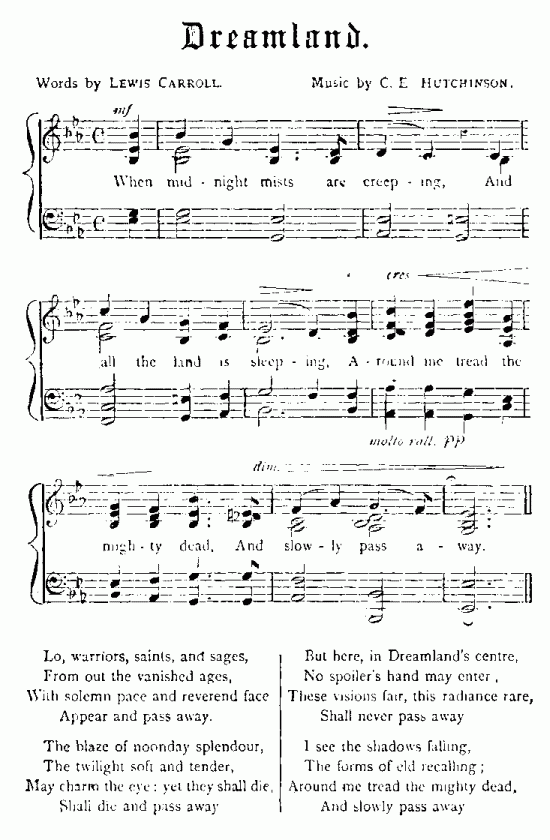 Dreamland.
Words by LEWIS CARROLL.
Music by C. E HUTCHINSON.
mf
When mid - night mists are creep - ing, And
cres
all the land is sleep - ing, A - round me tread the
molto rall. pp
dim.
migh - ty dead, And slow - ly pass a - way.
Lo, warriors, saints, and sages,
From out the vanished ages,
With solemn pace and reverend face
Appear and pass away.
The blaze of noonday splendour,
The twilight soft and tender,
May charm the eye: yet they shall die,
Shall die and pass away
But here, in Dreamland's centre,
No spoiler's hand may enter,
These visions fair, this radiance rare,
Shall never pass away
I see the shadows falling,
The forms of eld recalling;
Around me tread the mighty dead,
And slowly pass away